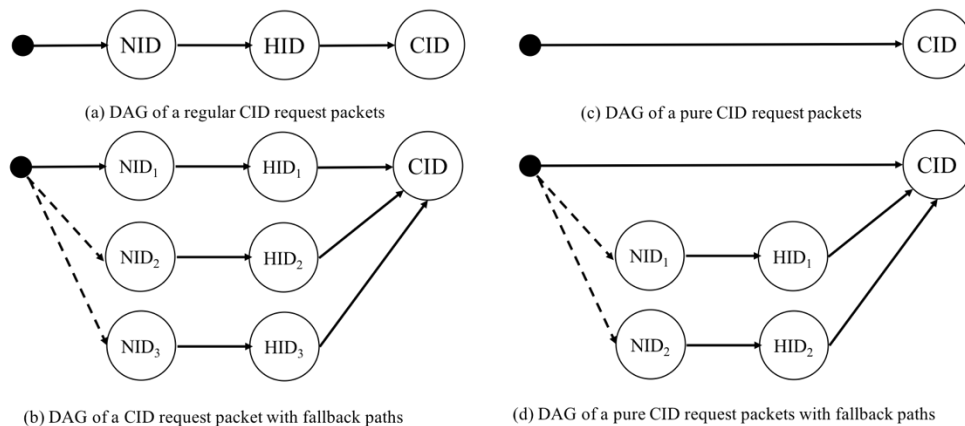 NID HID CID
(a) DAG of a regular CID request packets
CID
(c) DAG of a pure CID request packets
NID₁ HID₁ CID
NID₂ HID₂
NID₃ HID₃
(b) DAG of a CID request packet with fallback paths
CID
NID₁ HID₁
NID₂ HID₂
(d) DAG of a pure CID request packets with fallback paths